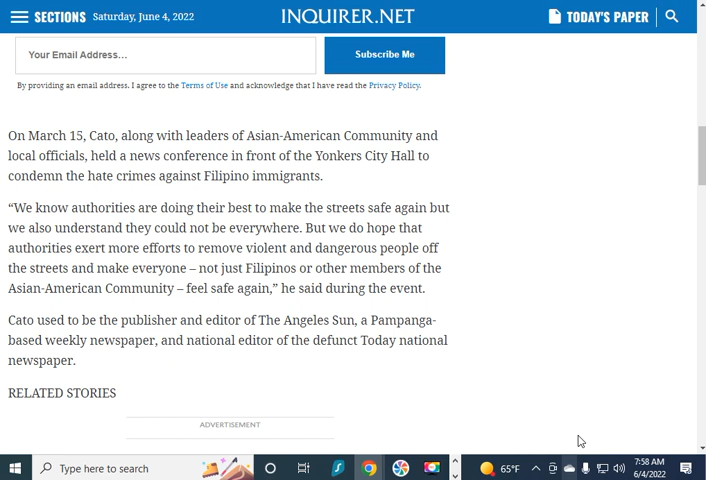 SECTIONS Saturday, June 4, 2022 INQUIRER.NET TODAY'S PAPER
Your Email Address... Subscribe Me
By providing an email address. I agree to the Terms of Use and acknowledge that I have read the Privacy Policy.
On March 15, Cato, along with leaders of Asian-American Community and
local officials, held a news conference in front of the Yonkers City Hall to
condemn the hate crimes against Filipino immigrants.
“We know authorities are doing their best to make the streets safe again but
we also understand they could not be everywhere. But we do hope that
authorities exert more efforts to remove violent and dangerous people off
the streets and make everyone – not just Filipinos or other members of the
Asian-American Community – feel safe again,” he said during the event.
Cato used to be the publisher and editor of The Angeles Sun, a Pampanga-
based weekly newspaper, and national editor of the defunct Today national
newspaper.
RELATED STORIES
ADVERTISEMENT
Type here to search 65°F 7:58 AM
6/4/2022